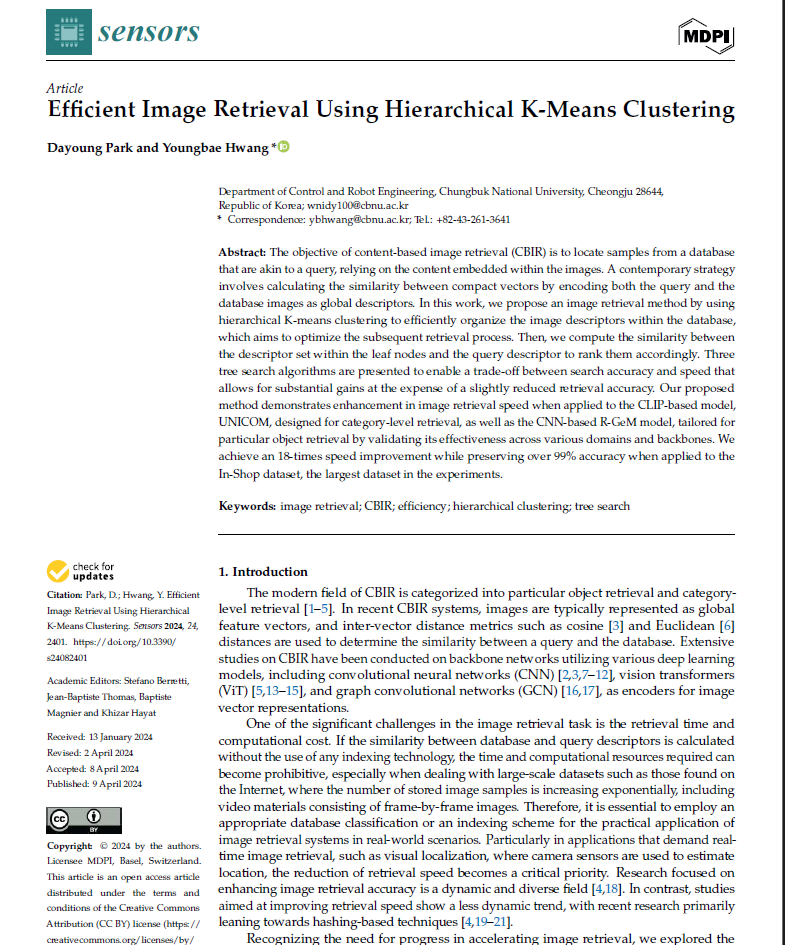 sensors
MDPI
Article
Efficient Image Retrieval Using Hierarchical K-Means Clustering
Dayoung Park and Youngbae Hwang *
Department of Control and Robot Engineering, Chungbuk National University, Cheongju 28644,
Republic of Korea; wnidy100@cbnu.ac.kr
* Correspondence: ybhwang@cbnu.ac.kr; Tel.: +82-43-261-3641
Abstract: The objective of content-based image retrieval (CBIR) is to locate samples from a database
that are akin to a query, relying on the content embedded within the images. A contemporary strategy
involves calculating the similarity between compact vectors by encoding both the query and the
database images as global descriptors. In this work, we propose an image retrieval method by using
hierarchical K-means clustering to efficiently organize the image descriptors within the database,
which aims to optimize the subsequent retrieval process. Then, we compute the similarity between
the descriptor set within the leaf nodes and the query descriptor to rank them accordingly. Three
tree search algorithms are presented to enable a trade-off between search accuracy and speed that
allows for substantial gains at the expense of a slightly reduced retrieval accuracy. Our proposed
method demonstrates enhancement in image retrieval speed when applied to the CLIP-based model,
UNICOM, designed for category-level retrieval, as well as the CNN-based R-GeM model, tailored for
particular object retrieval by validating its effectiveness across various domains and backbones. We
achieve an 18-times speed improvement while preserving over 99% accuracy when applied to the
In-Shop dataset, the largest dataset in the experiments.
Keywords: image retrieval; CBIR; efficiency; hierarchical clustering; tree search
check for
updates
Citation: Park, D.; Hwang, Y. Efficient
Image Retrieval Using Hierarchical
K-Means Clustering. Sensors 2024, 24,
2401. https://doi.org/10.3390/
s24082401
Academic Editors: Stefano Berretti,
Jean-Baptiste Thomas, Baptiste
Magnier and Khizar Hayat
Received: 13 January 2024
Revised: 2 April 2024
Accepted: 8 April 2024
Published: 9 April 2024
cc
BY
Copyright: © 2024 by the authors.
Licensee MDPI, Basel, Switzerland.
This article is an open access article
distributed under the terms and
conditions of the Creative Commons
Attribution (CC BY) license (https://
creativecommons.org/licenses/by/
1. Introduction
The modern field of CBIR is categorized into particular object retrieval and category-
level retrieval [1–5]. In recent CBIR systems, images are typically represented as global
feature vectors, and inter-vector distance metrics such as cosine [3] and Euclidean [6]
distances are used to determine the similarity between a query and the database. Extensive
studies on CBIR have been conducted on backbone networks utilizing various deep learning
models, including convolutional neural networks (CNN) [2,3,7–12], vision transformers
(ViT) [5,13–15], and graph convolutional networks (GCN) [16,17], as encoders for image
vector representations.
One of the significant challenges in the image retrieval task is the retrieval time and
computational cost. If the similarity between database and query descriptors is calculated
without the use of any indexing technology, the time and computational resources required can
become prohibitive, especially when dealing with large-scale datasets such as those found on
the Internet, where the number of stored image samples is increasing exponentially, including
video materials consisting of frame-by-frame images. Therefore, it is essential to employ an
appropriate database classification or an indexing scheme for the practical application of
image retrieval systems in real-world scenarios. Particularly in applications that demand real-
time image retrieval, such as visual localization, where camera sensors are used to estimate
location, the reduction of retrieval speed becomes a critical priority. Research focused on
enhancing image retrieval accuracy is a dynamic and diverse field [4,18]. In contrast, studies
aimed at improving retrieval speed show a less dynamic trend, with recent research primarily
leaning towards hashing-based techniques [4,19–21].
Recognizing the need for progress in accelerating image retrieval, we explored the